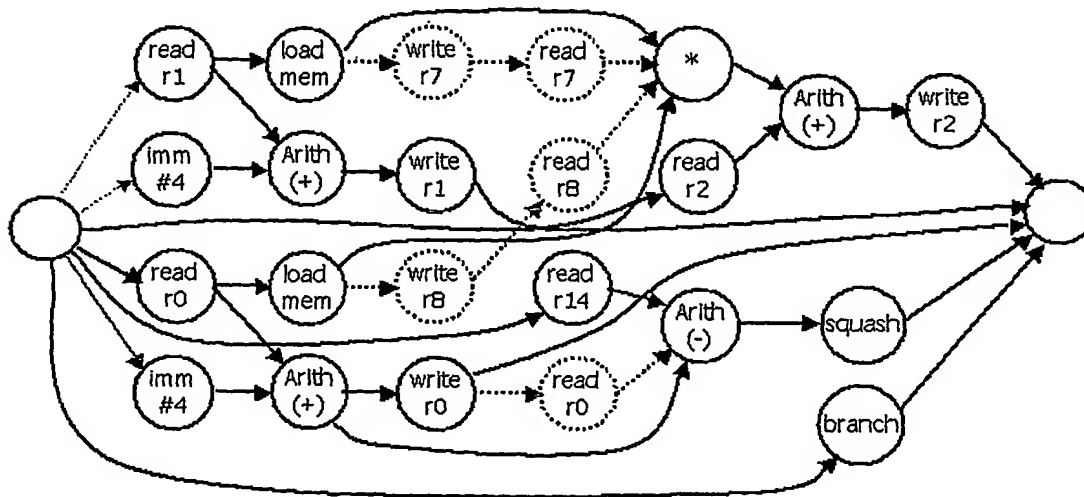 read
r1
load
mem
write
r7
read
r7
*
Arith
(+)
write
r2
imm
#4
Arith
(+)
write
r1
read
r8
read
r2
read
r0
load
mem
write
r8
read
r14
Arith
(-)
squash
imm
#4
Arith
(+)
write
r0
read
r0
branch